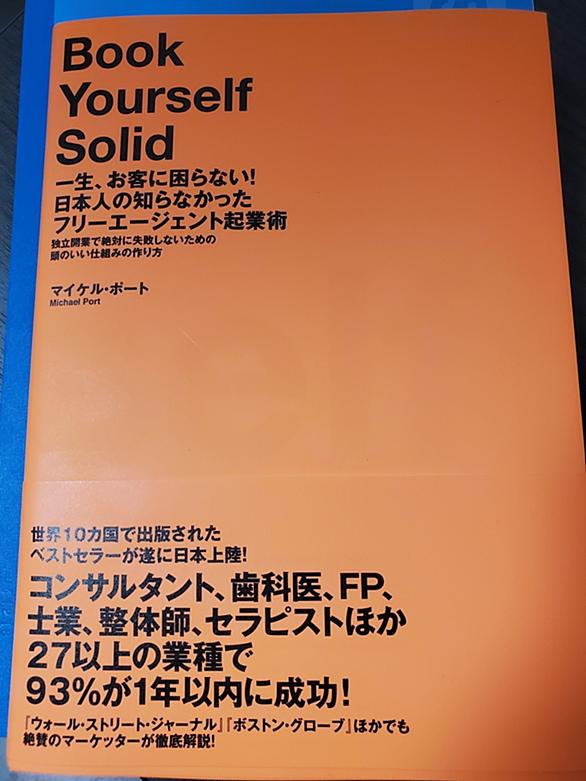 Book
Yourself
Solid
一生、お客に困らない!
日本人の知らなかった
フリーエージェント起業術
独立開業で絶対に失敗しないための
頭のいい仕組みの作り方
マイケル・ポート
Michael Port
世界10カ国で出版された
ベストセラーが遂に日本上陸!
コンサルタント、歯科医、FP、
士業、整体師、セラピストほか
27以上の業種で
93%が1年以内に成功!
『ウォール・ストリート・ジャーナル』『ボストン・グローブ』ほかでも
絶賛のマーケッターが徹底解説!